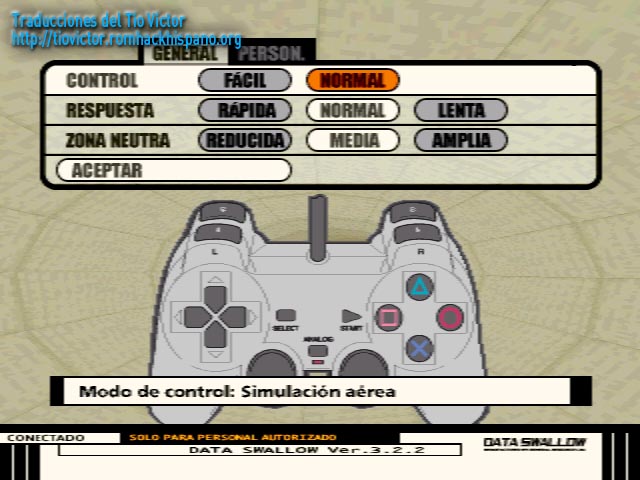 Traducciones del Tio Victor
http://tiovictor.romhackhispano.org
GENERAL PERSON.
CONTROL FÁCIL NORMAL
RESPUESTA RÁPIDA NORMAL LENTA
ZONA NEUTRA REDUCIDA MEDIA AMPLIA
ACEPTAR
L R
SELECT START
ANALOG
Modo de control: Simulación aérea
CONECTADO SOLO PARA PERSONAL AUTORIZADO
DATA SWALLOW Ver.3.2.2
DATA SWALLOW